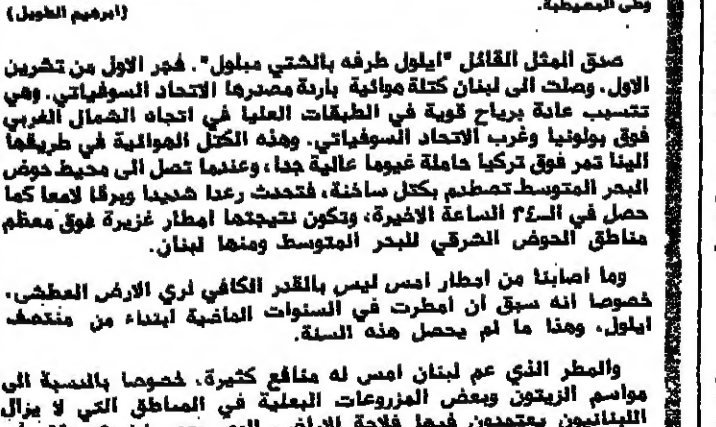 وطى المصيطبة.
(ابرهيم الطويل)
صدق المثل القائل "ايلول طرفه بالشتي مبلول". فجر الاول من تشرين
الاول، وصلت الى لبنان كتلة هوائية باردة مصدرها الاتحاد السوفياتي. وهي
تتسبب عادة برياح قوية في الطبقات العليا في اتجاه الشمال الغربي
فوق بولونيا وغرب الاتحاد السوفياتي. وهذه الكتل الهوائية في طريقها
الينا تمر فوق تركيا حاملة غيوما عالية جدا، وعندما تصل الى محيط حوض
البحر المتوسط تصطدم بكتل ساخنة، فتحدث رعدا شديدا وبرقا لامعا كما
حصل في الـ٢٤ الساعة الاخيرة، وتكون نتيجتها امطار غزيرة فوق معظم
مناطق الحوض الشرقي للبحر المتوسط ومنها لبنان.
وما اصابنا من امطار امس ليس بالقدر الكافي لري الارض العطشى،
خصوصا انه سبق ان امطرت في السنوات الماضية ابتداء من منتصف
ايلول، وهذا ما لم يحصل هذه السنة.
والمطر الذي عم لبنان امس له منافع كثيرة، خصوصا بالنسبة الى
مواسم الزيتون وبعض المزروعات البعلية في المناطق التي لا يزال
اللبنانيون يعتمدون فيها فلاحة الاراضي